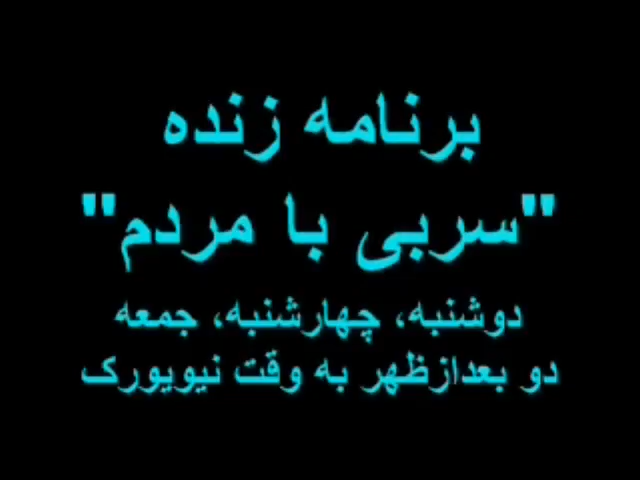 برنامه زنده
"سربی با مردم"
دوشنبه، چهارشنبه، جمعه
دو بعدازظهر به وقت نیویورک